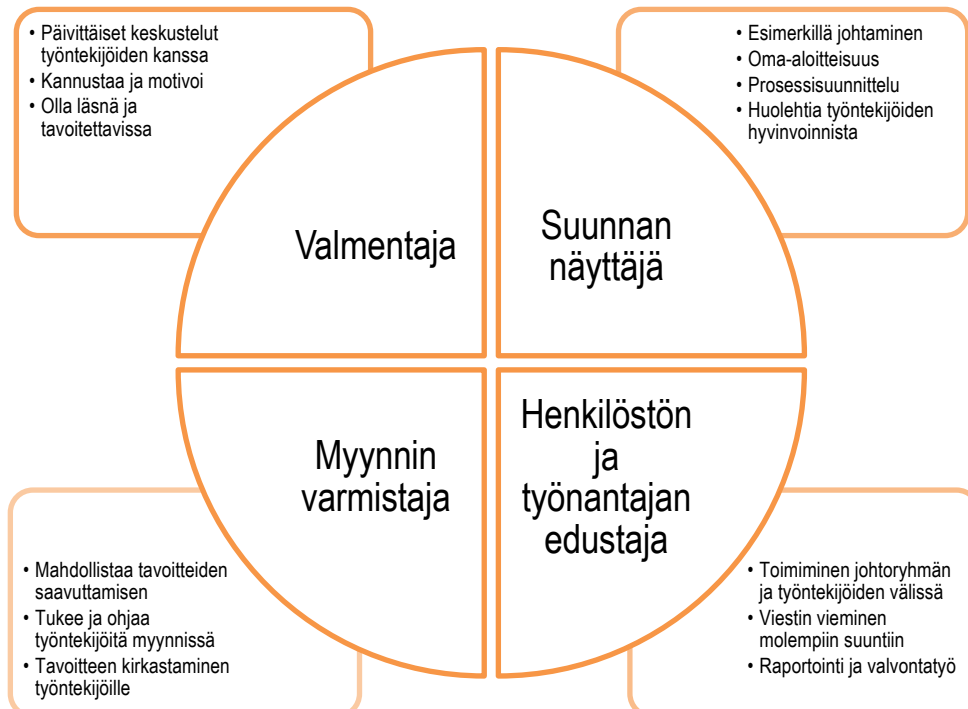 • Päivittäiset keskustelut
työntekijöiden kanssa
• Kannustaa ja motivoi
• Olla läsnä ja
tavoitettavissa
• Esimerkillä johtaminen
• Oma-aloitteisuus
• Prosessisuunnittelu
• Huolehtia työntekijöiden
hyvinvoinnista
Valmentaja
Suunnan
näyttäjä
Myynnin
varmistaja
Henkilöstön
ja
työnantajan
edustaja
• Mahdollistaa tavoitteiden
saavuttamisen
• Tukee ja ohjaa
työntekijöitä myynnissä
• Tavoitteen kirkastaminen
työntekijöille
• Toimiminen johtoryhmän
ja työntekijöiden välissä
• Viestin vieminen
molempiin suuntiin
• Raportointi ja valvontatyö